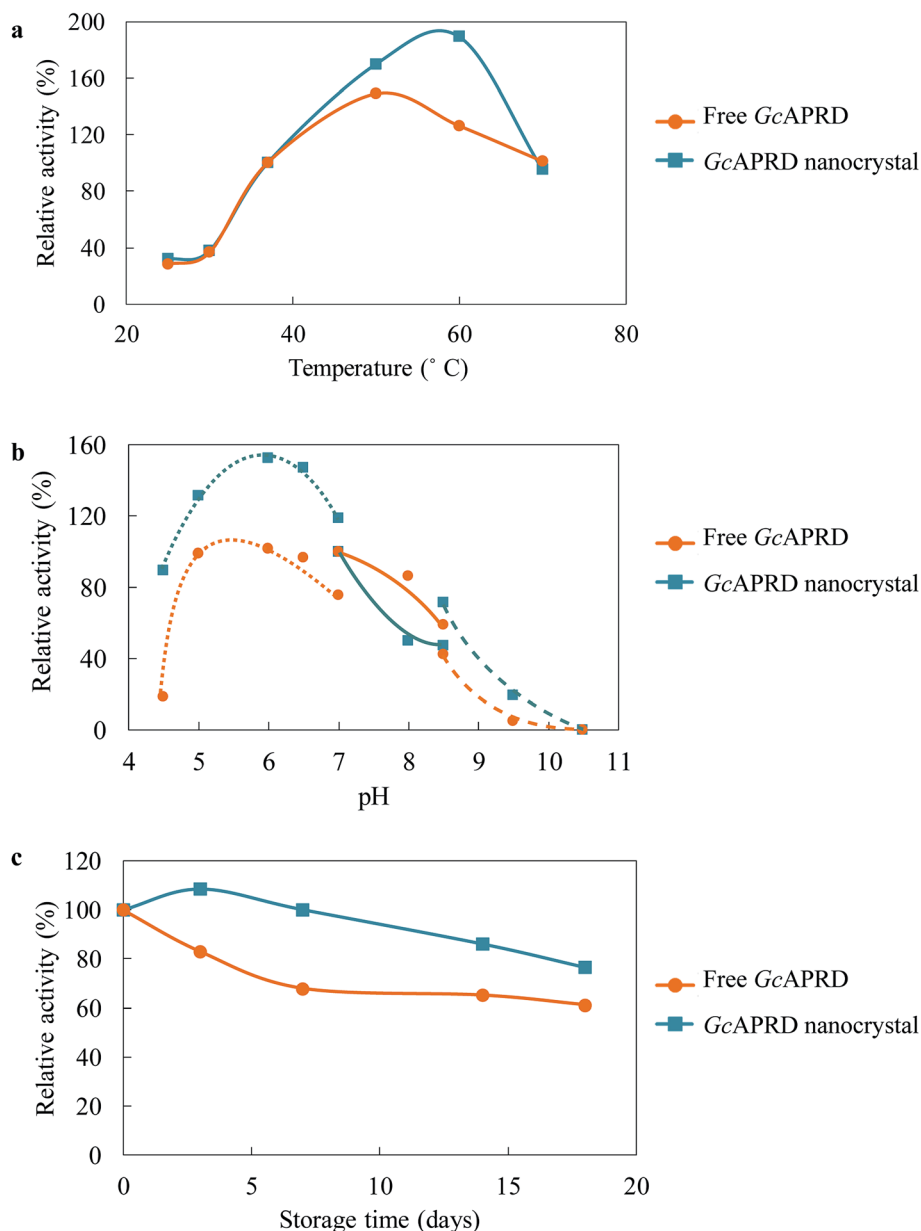 a
200
160
120
80
40
0
Relative activity (%)
20
40
60
80
Temperature (˚ C)
Free GcAPRD
GcAPRD nanocrystal
b
160
120
80
40
0
Relative activity (%)
4
5
6
7
8
9
10
11
pH
Free GcAPRD
GcAPRD nanocrystal
c
120
100
80
60
40
20
0
Relative activity (%)
0
5
10
15
20
Storage time (days)
Free GcAPRD
GcAPRD nanocrystal